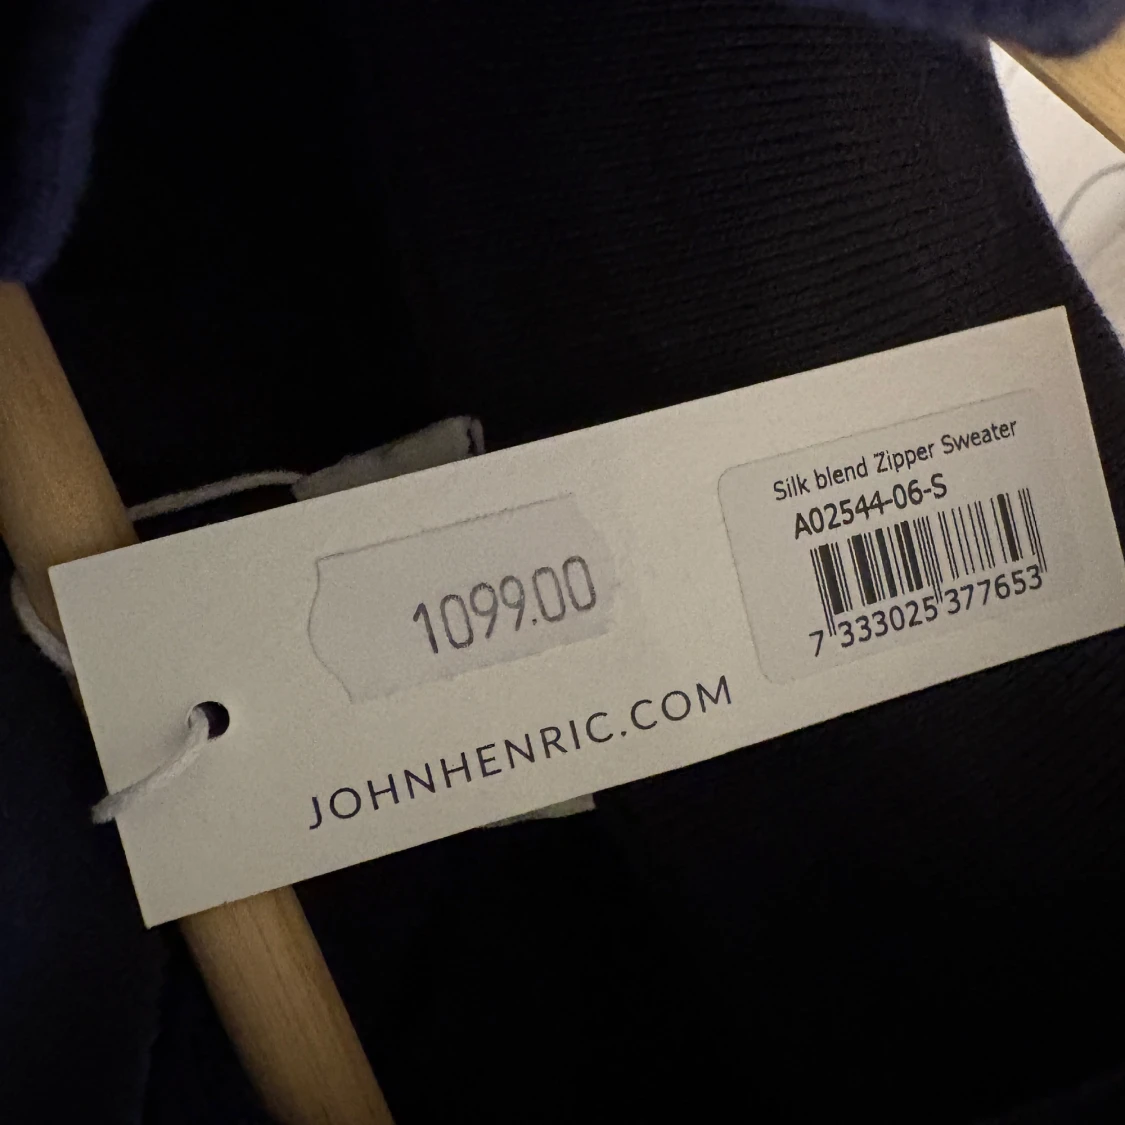 Silk blend Zipper Sweater
A02544-06-S
7 333025 377653
1099.00
JOHNHENRIC.COM